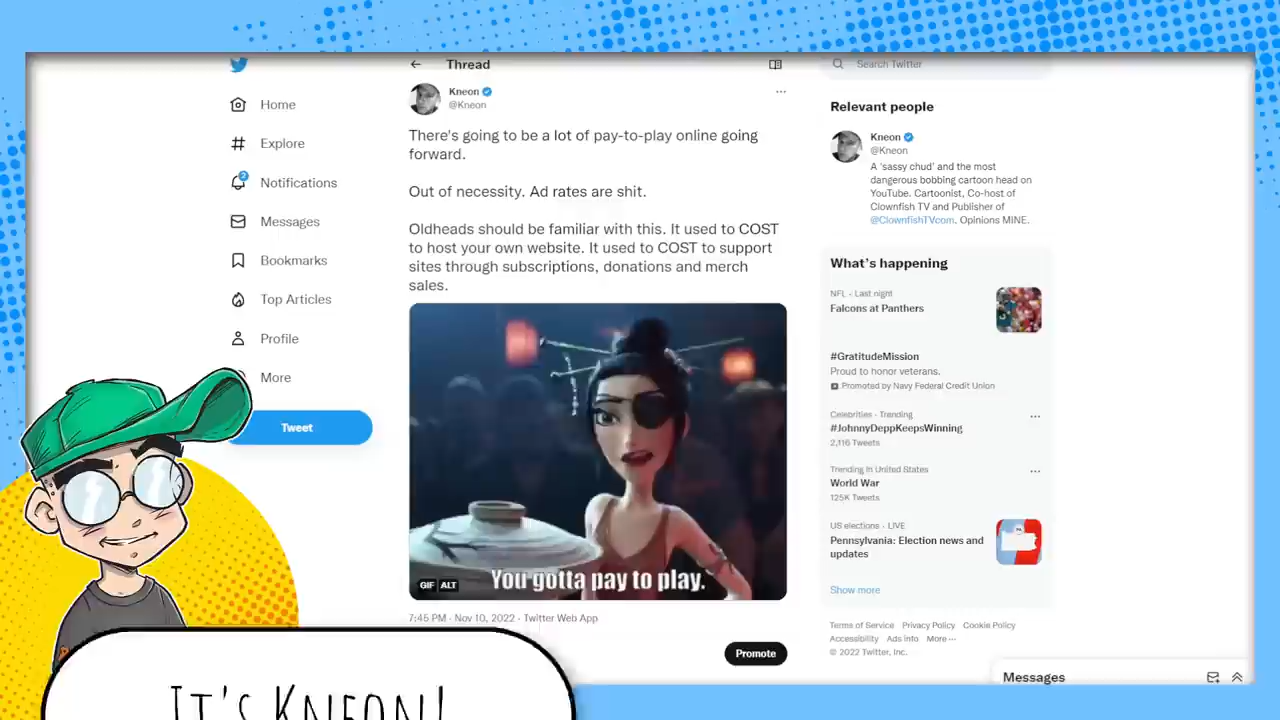 Home
Explore
2
Notifications
Messages
Bookmarks
Top Articles
Profile
More
Tweet
Thread
Kneon
@Kneon
There's going to be a lot of pay-to-play online going
forward.
Out of necessity. Ad rates are shit.
Oldheads should be familiar with this. It used to COST
to host your own website. It used to COST to support
sites through subscriptions, donations and merch
sales.
GIF ALT
You gotta pay to play.
7:45 PM · Nov 10, 2022 · Twitter Web App
Promote
Search Twitter
Relevant people
Kneon
@Kneon
A 'sassy chud' and the most
dangerous bobbing cartoon head on
YouTube. Cartoonist, Co-host of
Clownfish TV and Publisher of
@ClownfishTVcom. Opinions MINE.
What's happening
NFL · Last night
Falcons at Panthers
#GratitudeMission
Proud to honor veterans.
Promoted by Navy Federal Credit Union
Celebrities · Trending
#JohnnyDeppKeepsWinning
2,116 Tweets
Trending in United States
World War
125K Tweets
US elections · LIVE
Pennsylvania: Election news and
updates
Show more
Terms of Service Privacy Policy Cookie Policy
Accessibility Ads info More ···
© 2022 Twitter, Inc.
Messages
It's Kneon!